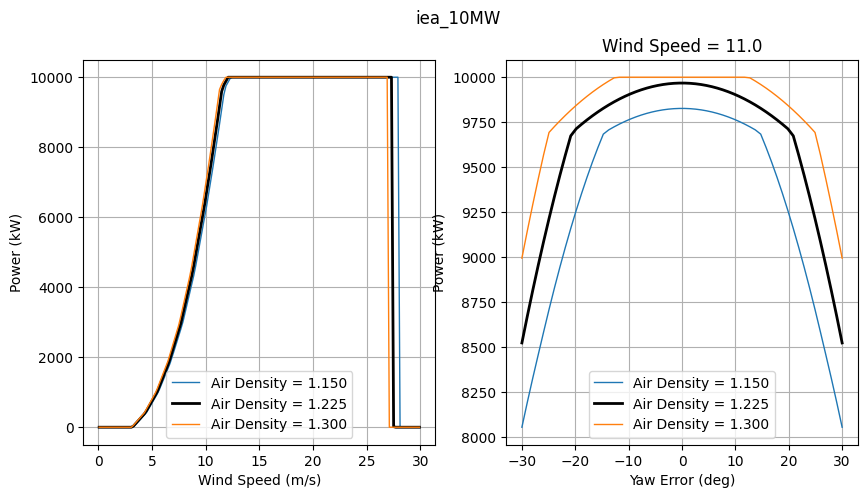 iea_10MW
10000
8000
6000
4000
2000
0
Power (kW)
0
5
10
15
20
25
30
Wind Speed (m/s)
Air Density = 1.150
Air Density = 1.225
Air Density = 1.300
Wind Speed = 11.0
10000
9750
9500
9250
9000
8750
8500
8250
8000
Power (kW)
−30
−20
−10
0
10
20
30
Yaw Error (deg)
Air Density = 1.150
Air Density = 1.225
Air Density = 1.300